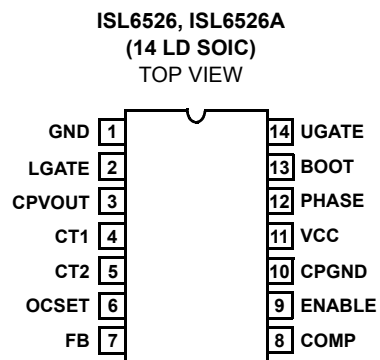 ISL6526, ISL6526A
(14 LD SOIC)
TOP VIEW
GND 1 14 UGATE
LGATE 2 13 BOOT
CPVOUT 3 12 PHASE
CT1 4 11 VCC
CT2 5 10 CPGND
OCSET 6 9 ENABLE
FB 7 8 COMP